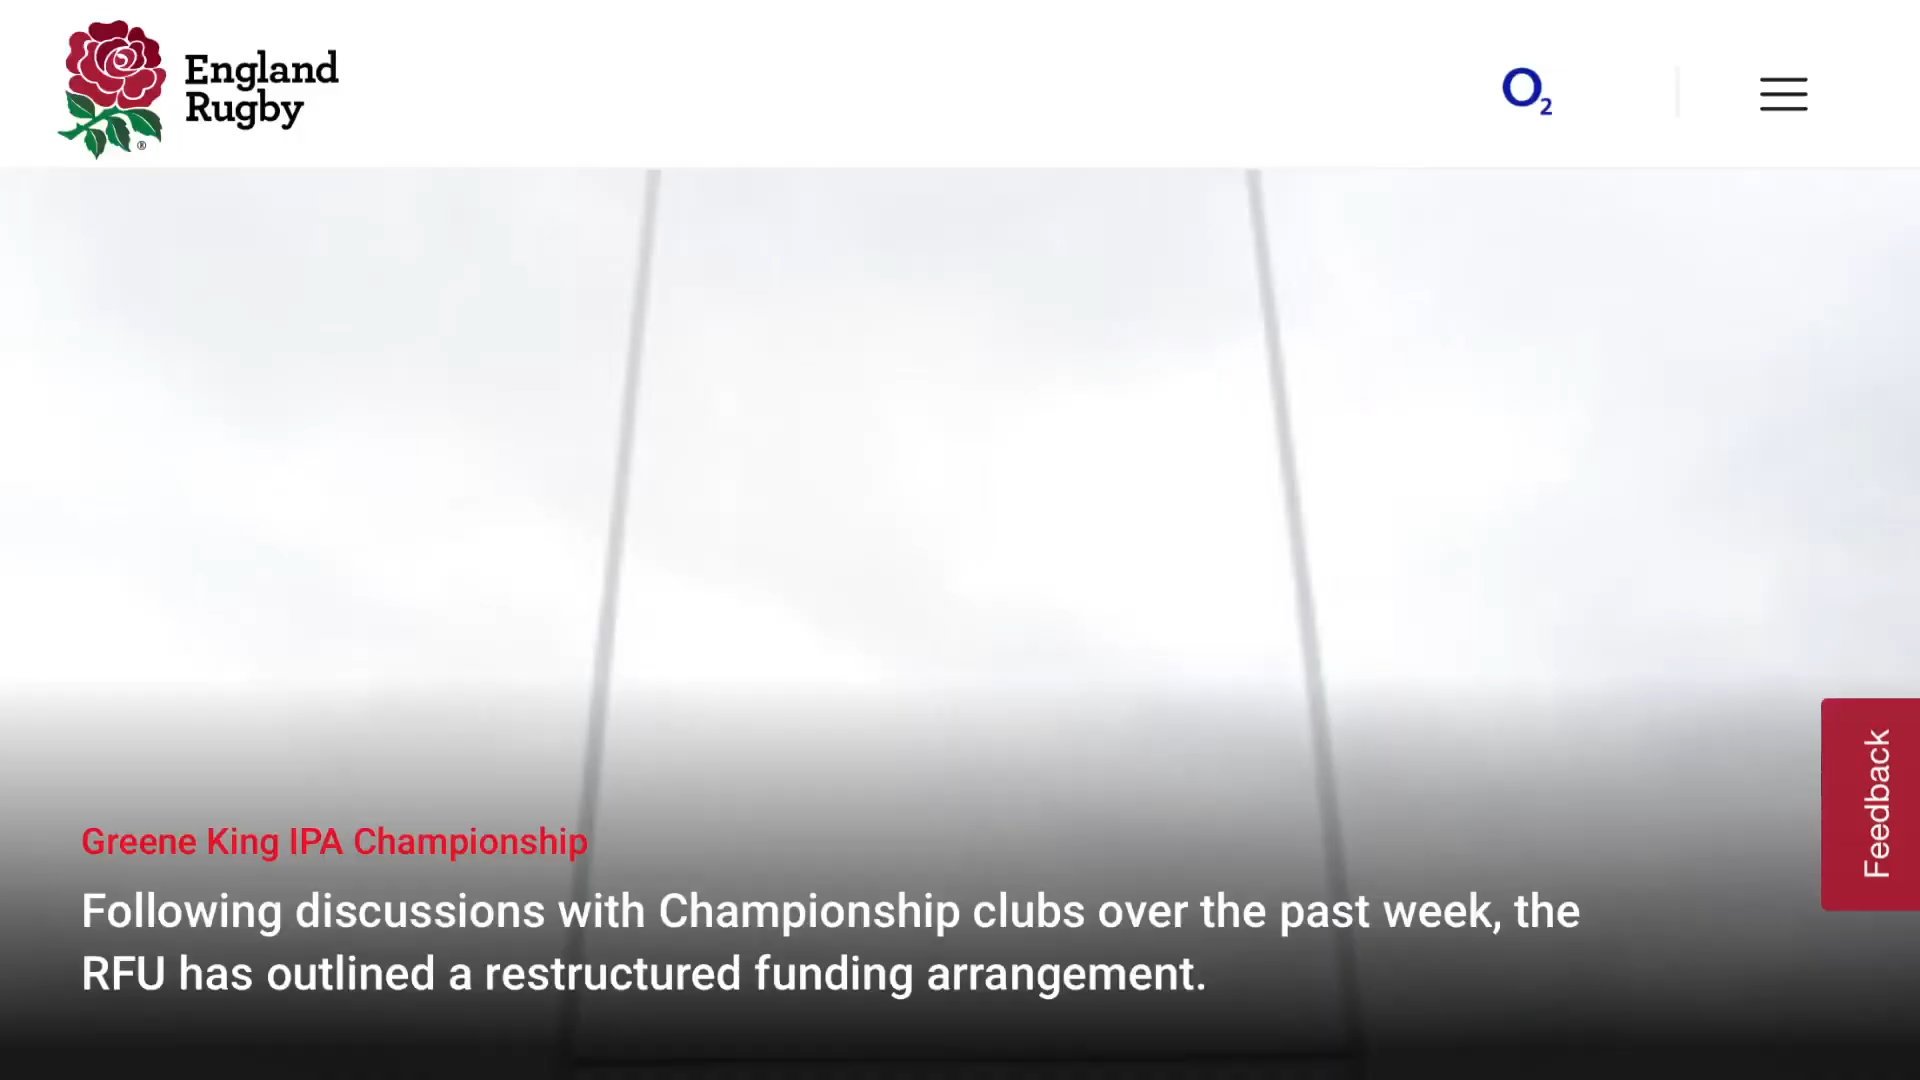 England
Rugby
®
O2
Feedback
Greene King IPA Championship
Following discussions with Championship clubs over the past week, the
RFU has outlined a restructured funding arrangement.